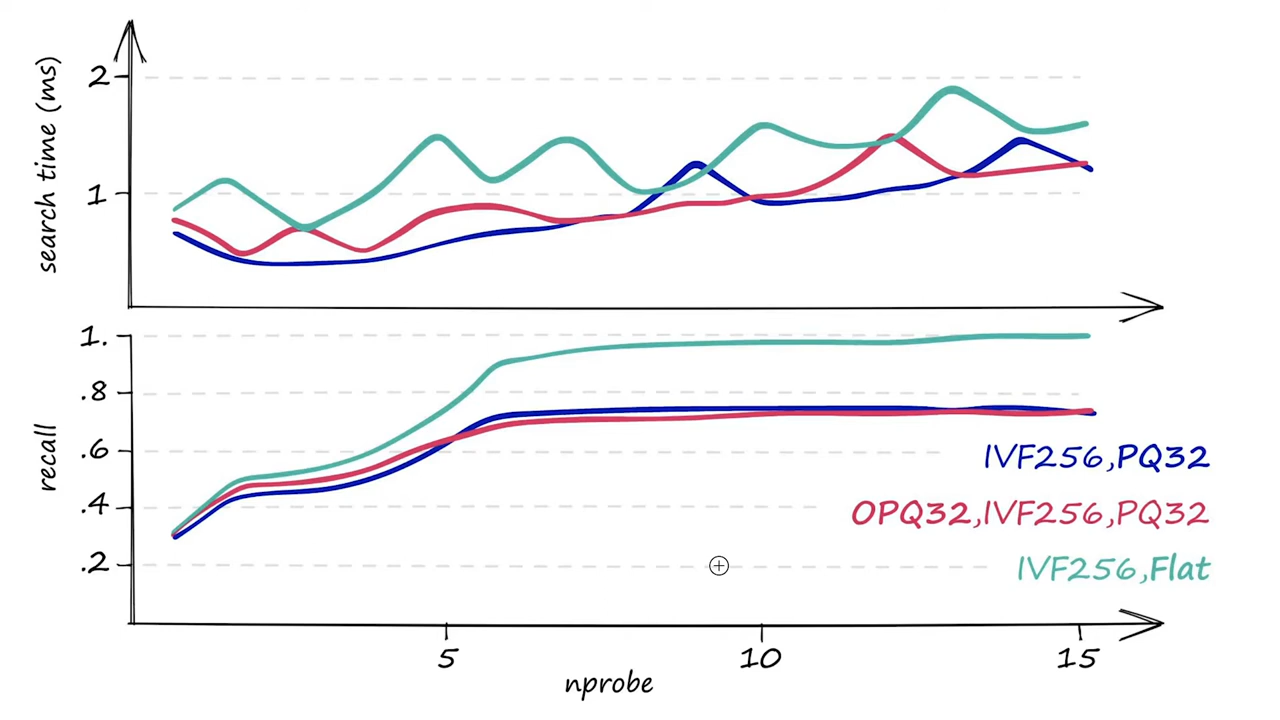 search time (ms)
2
1
recall
1.
.8
.6
.4
.2
IVF256,PQ32
OPQ32,IVF256,PQ32
IVF256,Flat
5
10
15
nprobe